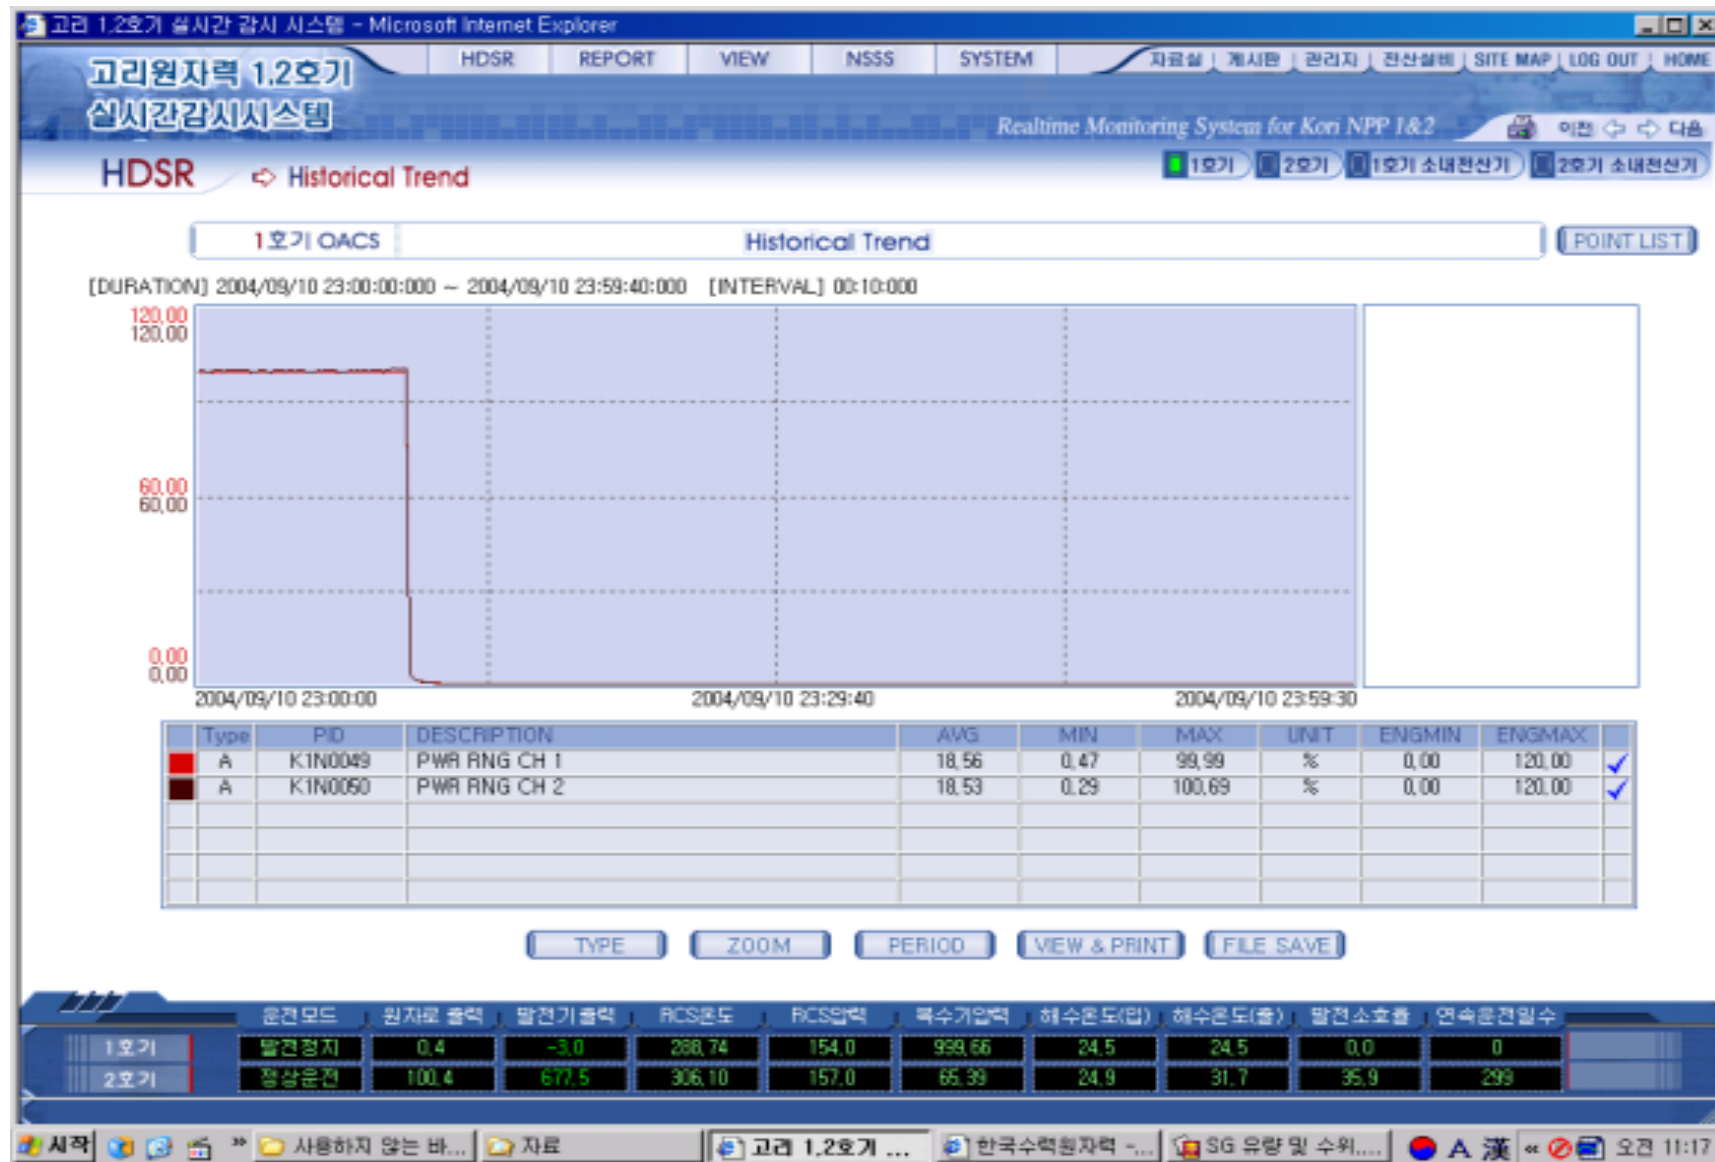 고리 1,2호기 실시간 감시 시스템 - Microsoft Internet Explorer
고리원자력 1.2호기
실시간감시시스템
HDSR REPORT VIEW NSSS SYSTEM
자료실 | 게시판 | 관리자 | 전산설비 | SITE MAP | LOG OUT | HOME
Realtime Monitoring System for Kori NPP 1&2
이전 다음
HDSR Historical Trend
1호기 2호기 1호기 소내전산기 2호기 소내전산기
1호기 OACS Historical Trend POINT LIST
[DURATION] 2004/09/10 23:00:00:000 ~ 2004/09/10 23:59:40:000 [INTERVAL] 00:10:000
120,00
120,00
60,00
60,00
0,00
0,00
2004/09/10 23:00:00 2004/09/10 23:29:40 2004/09/10 23:59:30
Type PID DESCRIPTION AVG MIN MAX UNIT ENGMIN ENGMAX
A K1N0049 PWR RNG CH 1 18,56 0,47 99,99 % 0,00 120,00
A K1N0050 PWR RNG CH 2 18,53 0,29 100,69 % 0,00 120,00
TYPE ZOOM PERIOD VIEW & PRINT FILE SAVE
운전모드 원자로 출력 발전기출력 RCS온도 RCS압력 복수기압력 해수온도(입) 해수온도(출) 발전소효율 연속운전일수
1호기 발전정지 0,4 -3,0 288,74 154,0 999,66 24,5 24,5 0,0 0
2호기 정상운전 100,4 677,5 306,10 157,0 65,39 24,9 31,7 35,9 299
시작 » 사용하지 않는 바... 자료 고리 1,2호기 ... 한국수력원자력 -... SG 유량 및 수위.... A 漢 « 오전 11:17